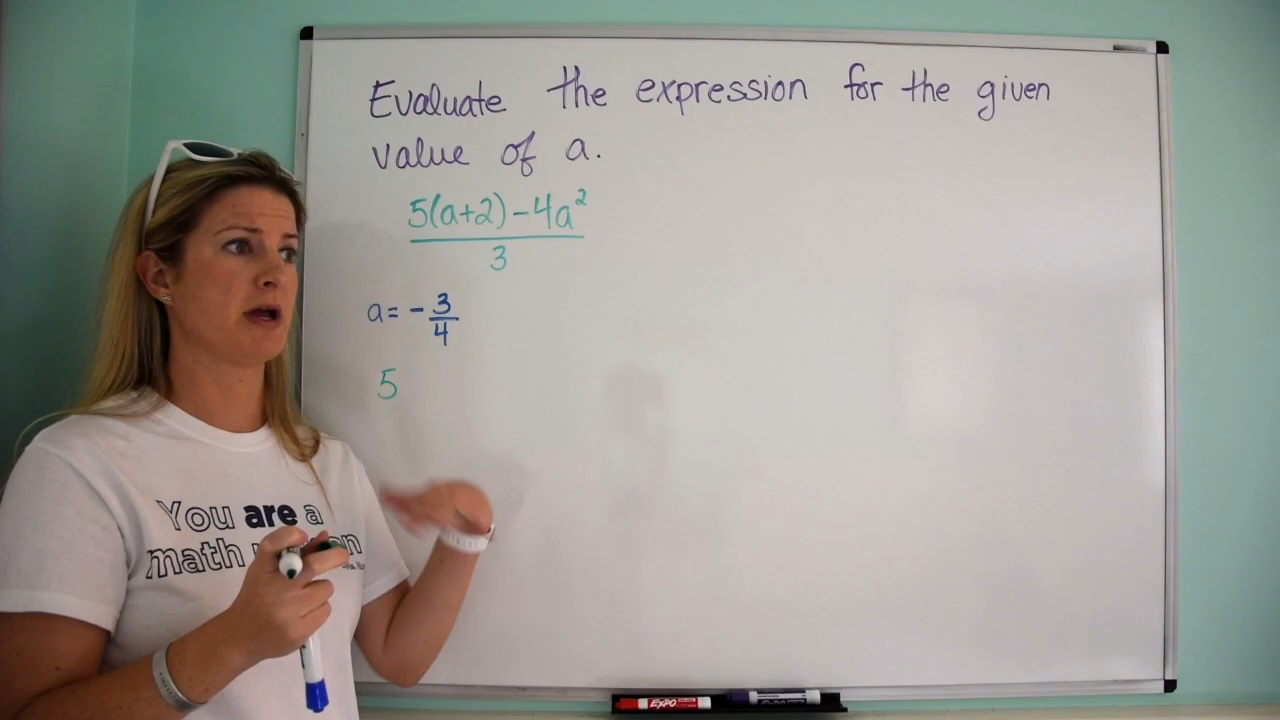 Evaluate the expression for the given
value of a.
5(a+2)-4a²
3
a= -3/4
5
You are a
math
EXPO